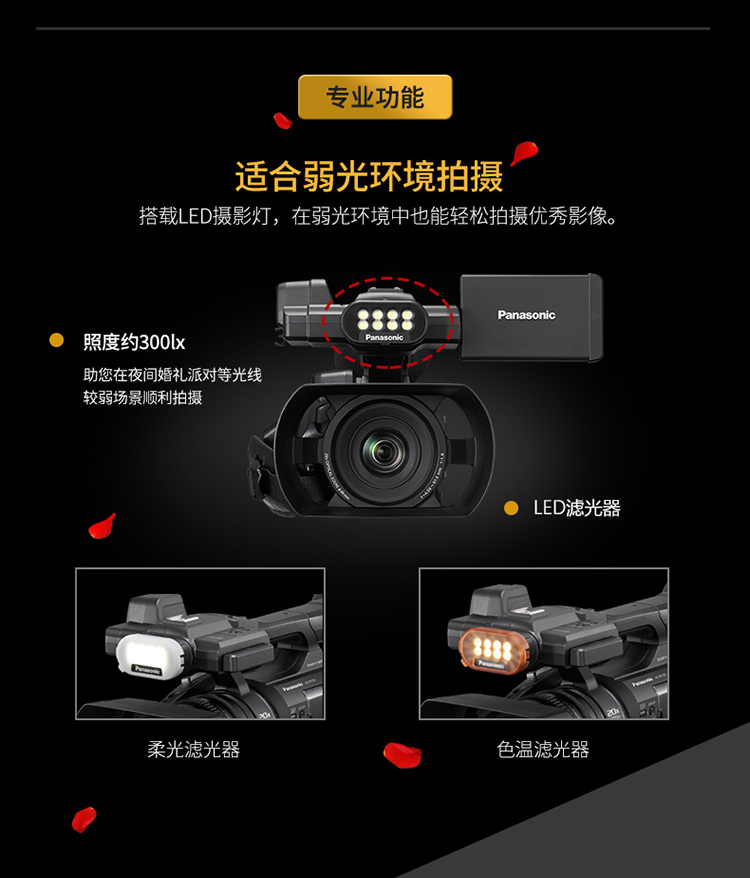 专业功能
适合弱光环境拍摄
搭载LED摄影灯，在弱光环境中也能轻松拍摄优秀影像。
Panasonic
Panasonic
照度约300lx
助您在夜间婚礼派对等光线
较弱场景顺利拍摄
LED滤光器
Panasonic
20x
Panasonic
Panasonic
20x
Panasonic
柔光滤光器
色温滤光器